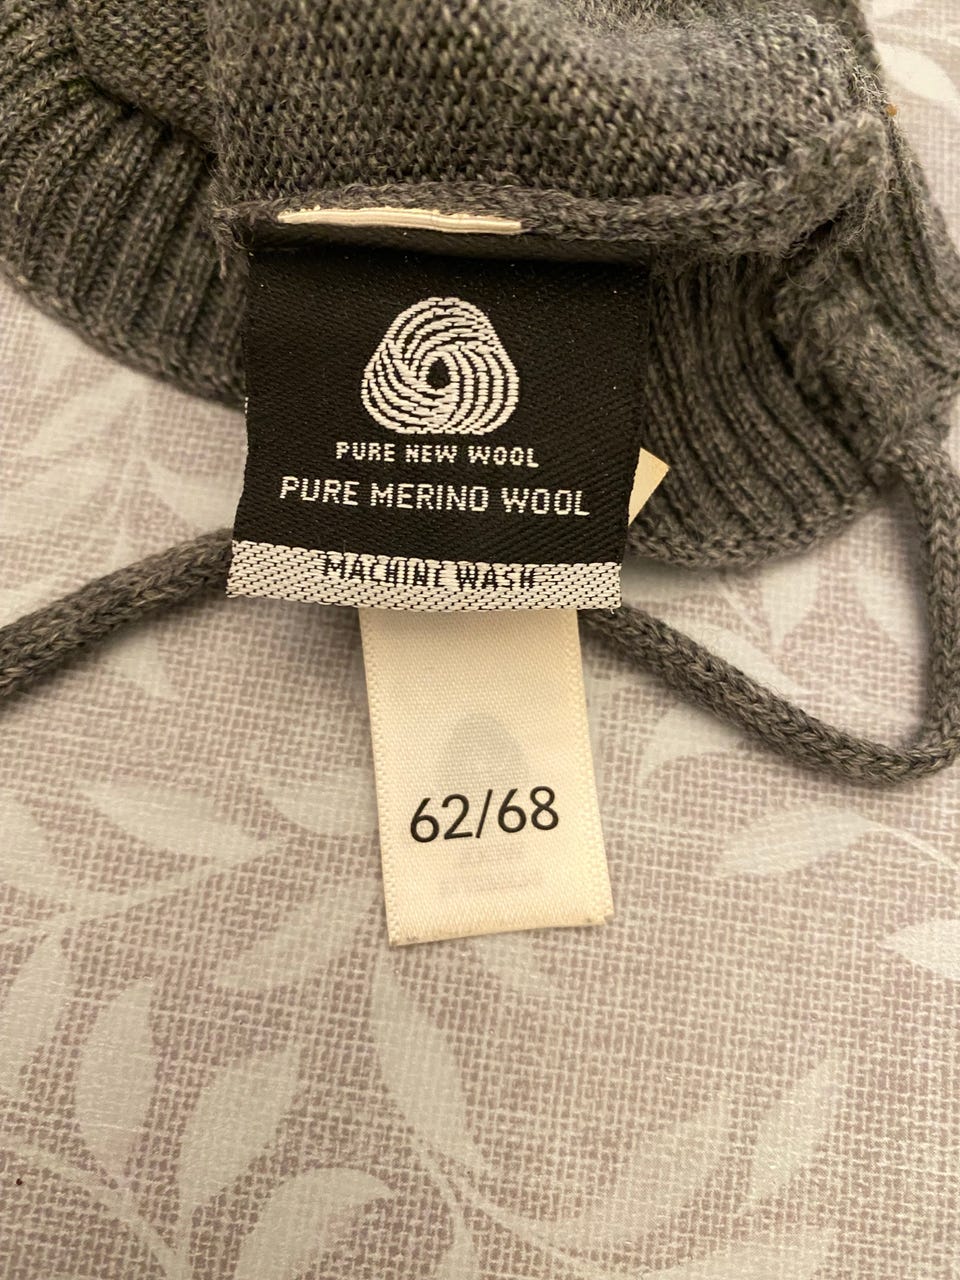 PURE NEW WOOL
PURE MERINO WOOL
MACHINE WASH
62/68